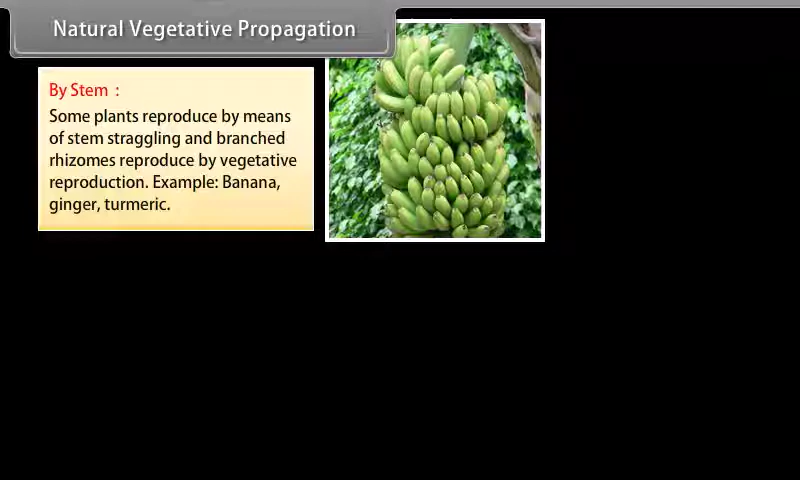 Natural Vegetative Propagation
By Stem :
Some plants reproduce by means
of stem straggling and branched
rhizomes reproduce by vegetative
reproduction. Example: Banana,
ginger, turmeric.